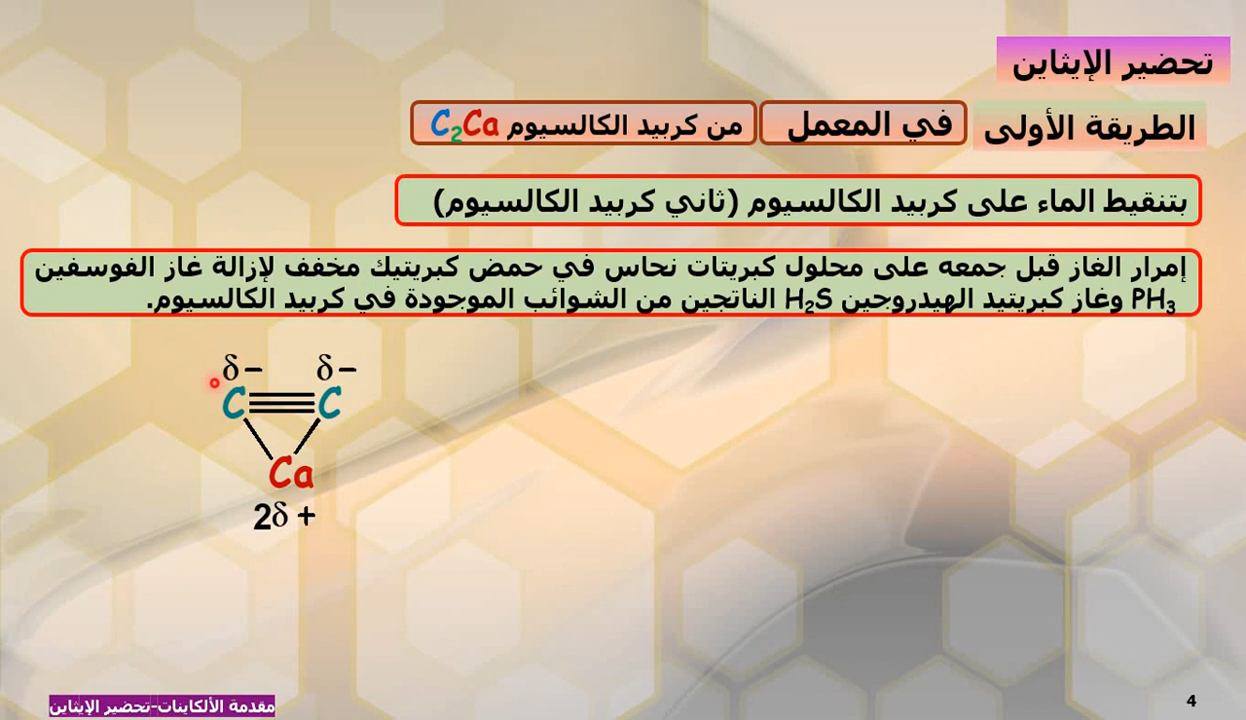 تحضير الإيثاين
الطريقة الأولى في المعمل من كربيد الكالسيوم C₂Ca
بتنقيط الماء على كربيد الكالسيوم (ثاني كربيد الكالسيوم)
إمرار الغاز قبل جمعه على محلول كبريتات نحاس في حمض كبريتيك مخفف لإزالة غاز الفوسفين
PH₃ وغاز كبريتيد الهيدروجين H₂S الناتجين من الشوائب الموجودة في كربيد الكالسيوم.
δ− δ−
C≡C
Ca
2δ+
مقدمة الألكاينات-تحضير الإيثاين
4